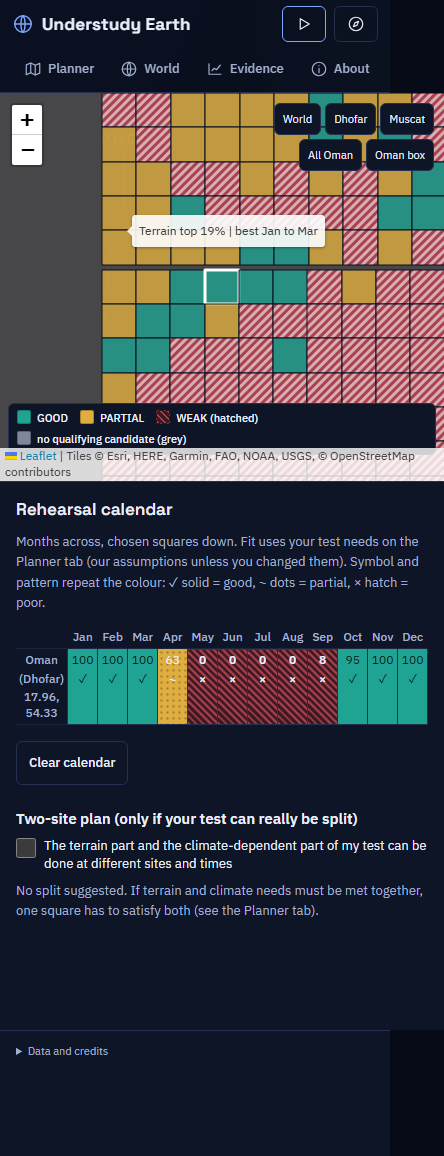 Understudy Earth
Planner World Evidence About
+
−
World Dhofar Muscat
All Oman Oman box
Terrain top 19% | best Jan to Mar
GOOD PARTIAL WEAK (hatched)
no qualifying candidate (grey)
Leaflet | Tiles © Esri, HERE, Garmin, FAO, NOAA, USGS, © OpenStreetMap
contributors
Rehearsal calendar
Months across, chosen squares down. Fit uses your test needs on the
Planner tab (our assumptions unless you changed them). Symbol and
pattern repeat the colour: ✓ solid = good, ~ dots = partial, × hatch =
poor.
Jan Feb Mar Apr May Jun Jul Aug Sep Oct Nov Dec
Oman 100 100 100 63 0 0 0 0 8 95 100 100
(Dhofar) ✓ ✓ ✓ ~ × × × × × ✓ ✓ ✓
17.96,
54.33
Clear calendar
Two-site plan (only if your test can really be split)
The terrain part and the climate-dependent part of my test can be
done at different sites and times
No split suggested. If terrain and climate needs must be met together,
one square has to satisfy both (see the Planner tab).
Data and credits